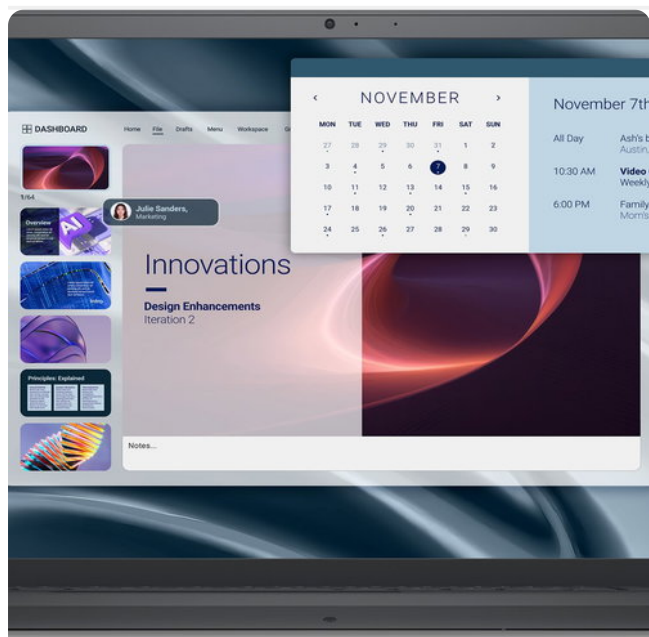 DASHBOARD
Home File Drafts Menu Workspace
1/64
Overview
AI
Julie Sanders,
Marketing
Innovations
Design Enhancements
Iteration 2
Principles: Explained
Notes...
‹ NOVEMBER ›
MON TUE WED THU FRI SAT SUN
27 28 29 30 31 1 2
3 4 5 6 7 8 9
10 11 12 13 14 15 16
17 18 19 20 21 22 23
24 25 26 27 28 29 30
November 7th
All Day Ash's
Austin,
10:30 AM Video
Weekly
6:00 PM Family
Mom's